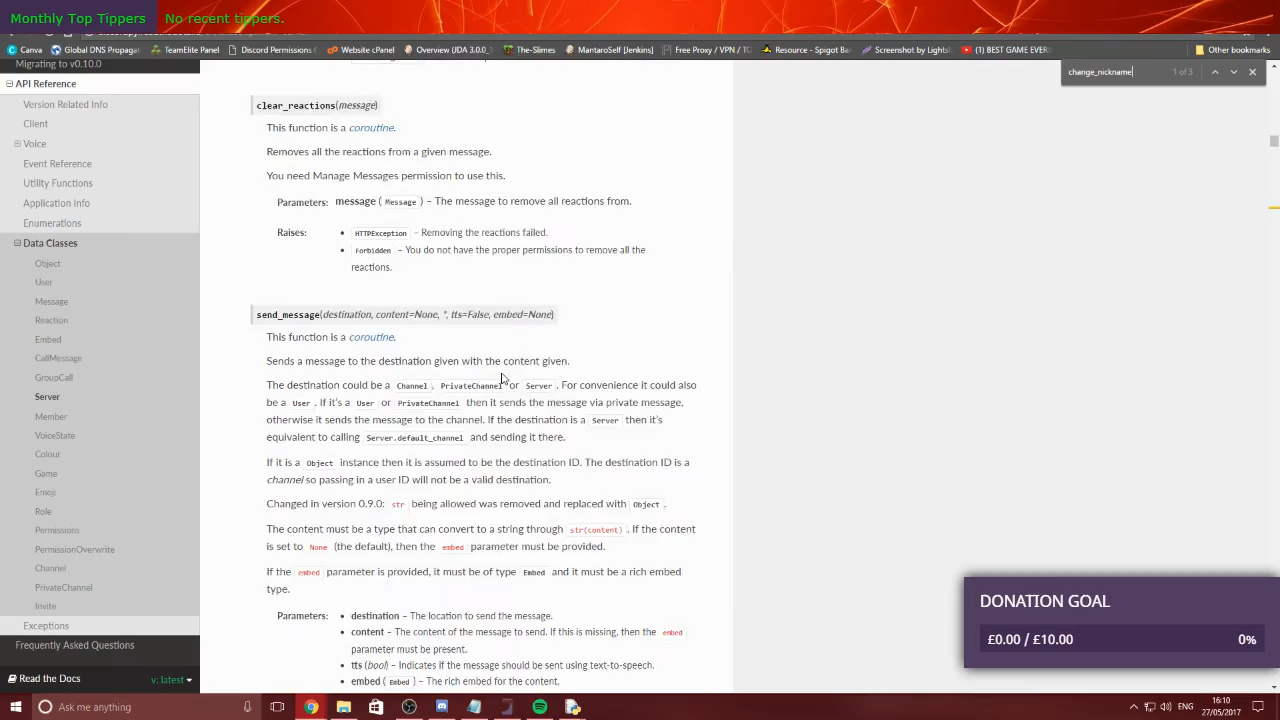 Monthly Top Tippers No recent tippers.
Canva Global DNS Propagat TeamElite Panel Discord Permissions C Website cPanel Overview (JDA 3.0.0_1 The-Slimes MantaroSelf [Jenkins] Free Proxy / VPN / TO Resource - Spigot Bar Screenshot by Lights (1) BEST GAME EVER Other bookmarks
Migrating to v0.10.0
change_nickname 1 of 3
API Reference
Version Related Info
Client
Voice
Event Reference
Utility Functions
Application Info
Enumerations
Data Classes
Object
User
Message
Reaction
Embed
CallMessage
GroupCall
Server
Member
VoiceState
Colour
Game
Emoji
Role
Permissions
PermissionOverwrite
Channel
PrivateChannel
Invite
Exceptions
Frequently Asked Questions
Read the Docs v: latest
clear_reactions(message)
This function is a coroutine.
Removes all the reactions from a given message.
You need Manage Messages permission to use this.
Parameters: message ( Message ) – The message to remove all reactions from.
Raises: • HTTPException – Removing the reactions failed.
• Forbidden – You do not have the proper permissions to remove all the
reactions.
send_message(destination, content=None, *, tts=False, embed=None)
This function is a coroutine.
Sends a message to the destination given with the content given.
The destination could be a Channel, PrivateChannel or Server. For convenience it could also
be a User. If it's a User or PrivateChannel then it sends the message via private message,
otherwise it sends the message to the channel. If the destination is a Server then it's
equivalent to calling Server.default_channel and sending it there.
If it is a Object instance then it is assumed to be the destination ID. The destination ID is a
channel so passing in a user ID will not be a valid destination.
Changed in version 0.9.0: str being allowed was removed and replaced with Object.
The content must be a type that can convert to a string through str(content). If the content
is set to None (the default), then the embed parameter must be provided.
If the embed parameter is provided, it must be of type Embed and it must be a rich embed
type.
Parameters: • destination – The location to send the message.
• content – The content of the message to send. If this is missing, then the embed
parameter must be present.
• tts (bool) – Indicates if the message should be sent using text-to-speech.
• embed ( Embed ) – The rich embed for the content.
DONATION GOAL
£0.00 / £10.00 0%
Ask me anything
ENG
16:10
27/05/2017